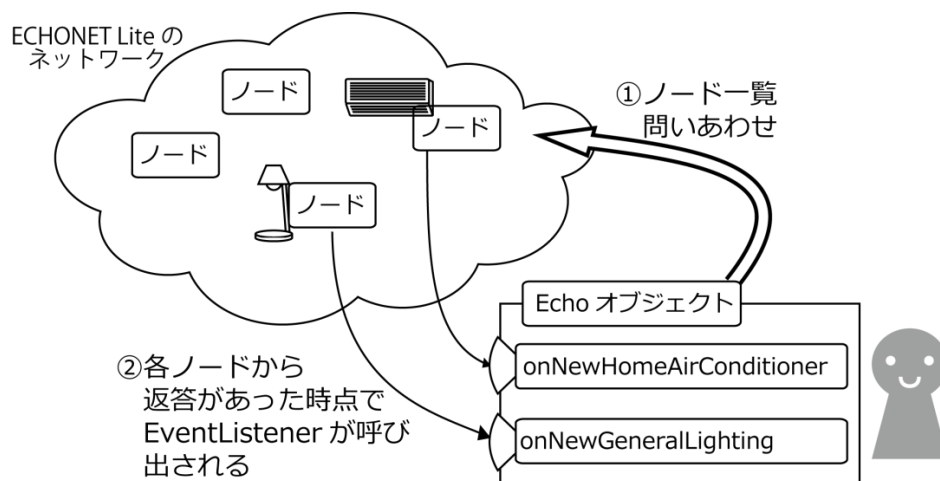 ECHONET Lite の
ネットワーク
ノード
ノード
ノード
ノード
①ノード一覧
問いあわせ
Echo オブジェクト
onNewHomeAirConditioner
onNewGeneralLighting
②各ノードから
返答があった時点で
EventListener が呼び
出される